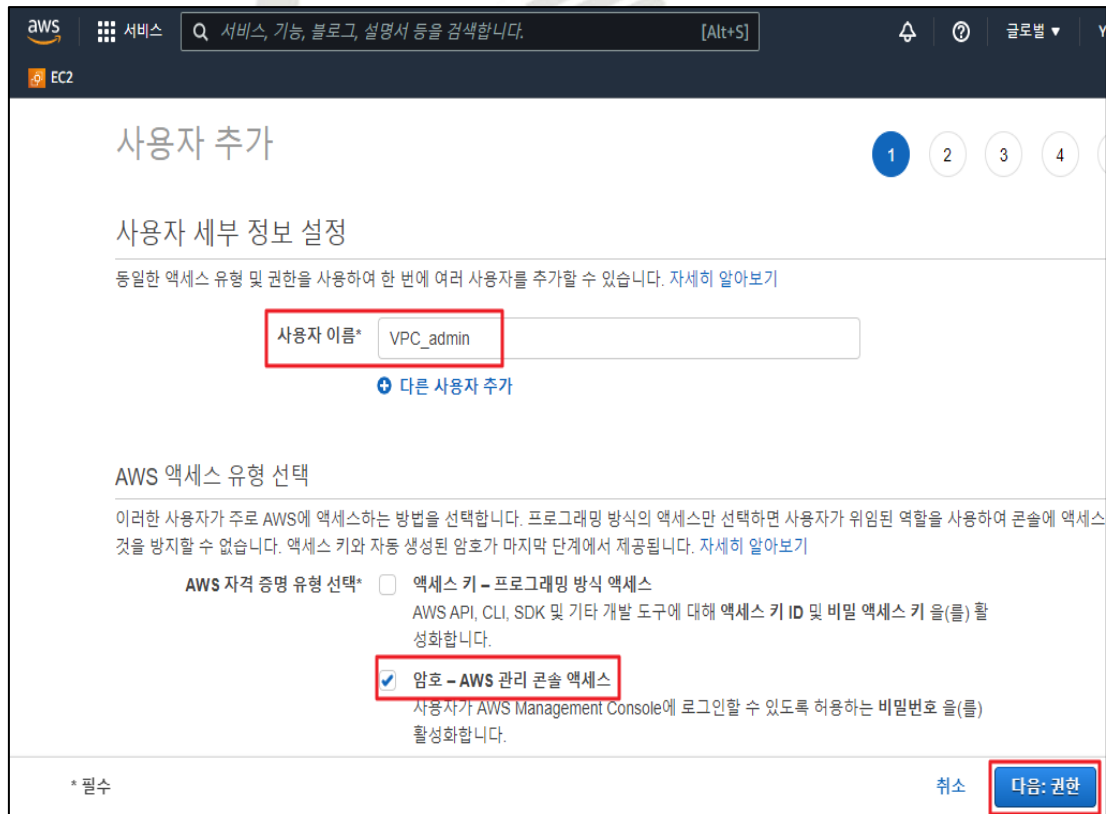 aws
서비스
서비스, 기능, 블로그, 설명서 등을 검색합니다.
[Alt+S]
글로벌 ▼
Y
EC2
사용자 추가
1
2
3
4
사용자 세부 정보 설정
동일한 액세스 유형 및 권한을 사용하여 한 번에 여러 사용자를 추가할 수 있습니다. 자세히 알아보기
사용자 이름*
VPC_admin
다른 사용자 추가
AWS 액세스 유형 선택
이러한 사용자가 주로 AWS에 액세스하는 방법을 선택합니다. 프로그래밍 방식의 액세스만 선택하면 사용자가 위임된 역할을 사용하여 콘솔에 액세스
것을 방지할 수 없습니다. 액세스 키와 자동 생성된 암호가 마지막 단계에서 제공됩니다. 자세히 알아보기
AWS 자격 증명 유형 선택*
액세스 키 – 프로그래밍 방식 액세스
AWS API, CLI, SDK 및 기타 개발 도구에 대해 액세스 키 ID 및 비밀 액세스 키 을(를) 활
성화합니다.
암호 – AWS 관리 콘솔 액세스
사용자가 AWS Management Console에 로그인할 수 있도록 허용하는 비밀번호 을(를)
활성화합니다.
* 필수
취소
다음: 권한